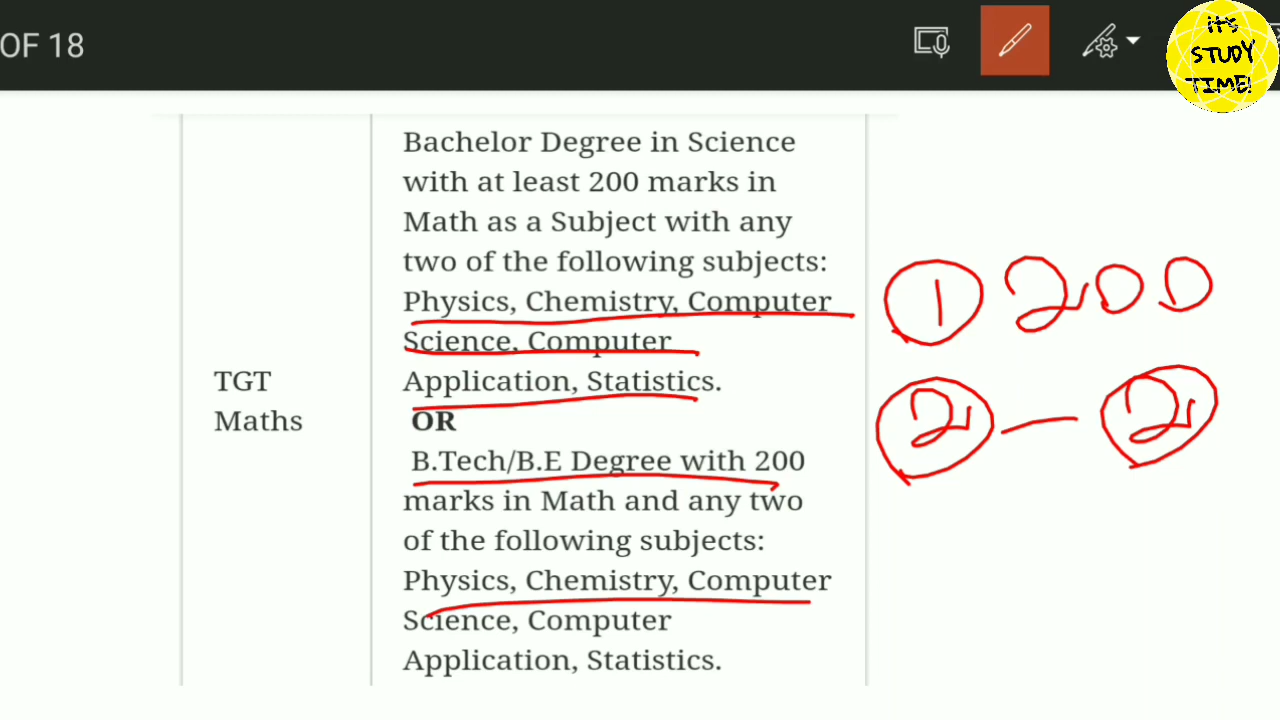 OF 18
IT'S
STUDY
TIME!
Bachelor Degree in Science
with at least 200 marks in
Math as a Subject with any
two of the following subjects:
Physics, Chemistry, Computer
Science, Computer
Application, Statistics.
OR
B.Tech/B.E Degree with 200
marks in Math and any two
of the following subjects:
Physics, Chemistry, Computer
Science, Computer
Application, Statistics.
TGT
Maths
1 200
2 — 2